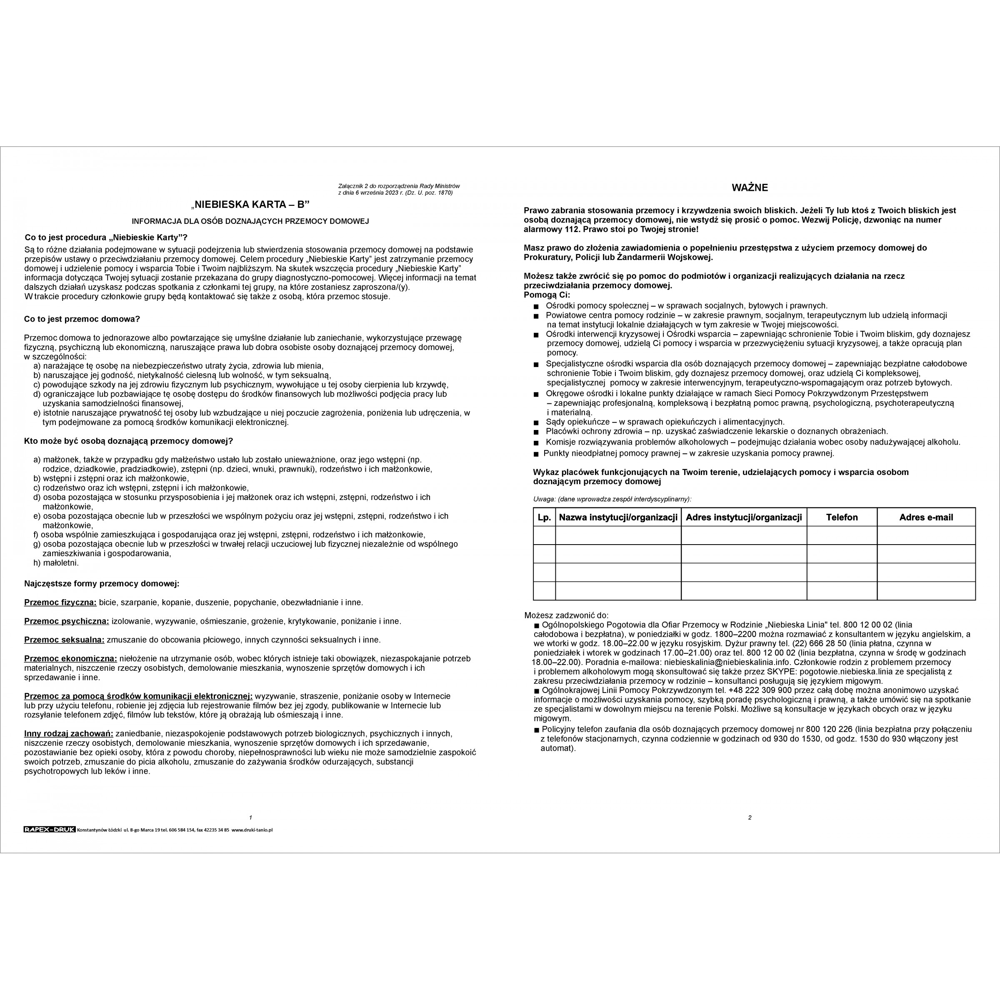 Załącznik 2 do rozporządzenia Rady Ministrów
z dnia 6 września 2023 r. (Dz. U. poz. 1870)
„NIEBIESKA KARTA – B”
INFORMACJA DLA OSÓB DOZNAJĄCYCH PRZEMOCY DOMOWEJ
Co to jest procedura „Niebieskie Karty”?
Są to różne działania podejmowane w sytuacji podejrzenia lub stwierdzenia stosowania przemocy domowej na podstawie
przepisów ustawy o przeciwdziałaniu przemocy domowej. Celem procedury „Niebieskie Karty” jest zatrzymanie przemocy
domowej i udzielenie pomocy i wsparcia Tobie i Twoim najbliższym. Na skutek wszczęcia procedury „Niebieskie Karty”
informacja dotycząca Twojej sytuacji zostanie przekazana do grupy diagnostyczno-pomocowej. Więcej informacji na temat
dalszych działań uzyskasz podczas spotkania z członkami tej grupy, na które zostaniesz zaproszona/(y).
W trakcie procedury członkowie grupy będą kontaktować się także z osobą, która przemoc stosuje.
Co to jest przemoc domowa?
Przemoc domowa to jednorazowe albo powtarzające się umyślne działanie lub zaniechanie, wykorzystujące przewagę
fizyczną, psychiczną lub ekonomiczną, naruszające prawa lub dobra osobiste osoby doznającej przemocy domowej,
w szczególności:
a) narażające tę osobę na niebezpieczeństwo utraty życia, zdrowia lub mienia,
b) naruszające jej godność, nietykalność cielesną lub wolność, w tym seksualną,
c) powodujące szkody na jej zdrowiu fizycznym lub psychicznym, wywołujące u tej osoby cierpienia lub krzywdę,
d) ograniczające lub pozbawiające tę osobę dostępu do środków finansowych lub możliwości podjęcia pracy lub
uzyskania samodzielności finansowej,
e) istotnie naruszające prywatność tej osoby lub wzbudzające u niej poczucie zagrożenia, poniżenia lub udręczenia, w
tym podejmowane za pomocą środków komunikacji elektronicznej.
Kto może być osobą doznającą przemocy domowej?
a) małżonek, także w przypadku gdy małżeństwo ustało lub zostało unieważnione, oraz jego wstępni (np.
rodzice, dziadkowie, pradziadkowie), zstępni (np. dzieci, wnuki, prawnuki), rodzeństwo i ich małżonkowie,
b) wstępni i zstępni oraz ich małżonkowie,
c) rodzeństwo oraz ich wstępni, zstępni i ich małżonkowie,
d) osoba pozostająca w stosunku przysposobienia i jej małżonek oraz ich wstępni, zstępni, rodzeństwo i ich
małżonkowie,
e) osoba pozostająca obecnie lub w przeszłości we wspólnym pożyciu oraz jej wstępni, zstępni, rodzeństwo i ich
małżonkowie,
f) osoba wspólnie zamieszkująca i gospodarująca oraz jej wstępni, zstępni, rodzeństwo i ich małżonkowie,
g) osoba pozostająca obecnie lub w przeszłości w trwałej relacji uczuciowej lub fizycznej niezależnie od wspólnego
zamieszkiwania i gospodarowania,
h) małoletni.
Najczęstsze formy przemocy domowej:
Przemoc fizyczna: bicie, szarpanie, kopanie, duszenie, popychanie, obezwładnianie i inne.
Przemoc psychiczna: izolowanie, wyzywanie, ośmieszanie, grożenie, krytykowanie, poniżanie i inne.
Przemoc seksualna: zmuszanie do obcowania płciowego, innych czynności seksualnych i inne.
Przemoc ekonomiczna: niełożenie na utrzymanie osób, wobec których istnieje taki obowiązek, niezaspokajanie potrzeb
materialnych, niszczenie rzeczy osobistych, demolowanie mieszkania, wynoszenie sprzętów domowych i ich
sprzedawanie i inne.
Przemoc za pomocą środków komunikacji elektronicznej: wyzywanie, straszenie, poniżanie osoby w Internecie
lub przy użyciu telefonu, robienie jej zdjęcia lub rejestrowanie filmów bez jej zgody, publikowanie w Internecie lub
rozsyłanie telefonem zdjęć, filmów lub tekstów, które ją obrażają lub ośmieszają i inne.
Inny rodzaj zachowań: zaniedbanie, niezaspokojenie podstawowych potrzeb biologicznych, psychicznych i innych,
niszczenie rzeczy osobistych, demolowanie mieszkania, wynoszenie sprzętów domowych i ich sprzedawanie,
pozostawianie bez opieki osoby, która z powodu choroby, niepełnosprawności lub wieku nie może samodzielnie zaspokoić
swoich potrzeb, zmuszanie do picia alkoholu, zmuszanie do zażywania środków odurzających, substancji
psychotropowych lub leków i inne.
1
RAPEX-DRUK Konstantynów Łódzki ul. 8-go Marca 19 tel. 606 584 154, fax 42235 34 85 www.druki-tanio.pl
WAŻNE
Prawo zabrania stosowania przemocy i krzywdzenia swoich bliskich. Jeżeli Ty lub ktoś z Twoich bliskich jest
osobą doznającą przemocy domowej, nie wstydź się prosić o pomoc. Wezwij Policję, dzwoniąc na numer
alarmowy 112. Prawo stoi po Twojej stronie!
Masz prawo do złożenia zawiadomienia o popełnieniu przestępstwa z użyciem przemocy domowej do
Prokuratury, Policji lub Żandarmerii Wojskowej.
Możesz także zwrócić się po pomoc do podmiotów i organizacji realizujących działania na rzecz
przeciwdziałania przemocy domowej.
Pomogą Ci:
■ Ośrodki pomocy społecznej – w sprawach socjalnych, bytowych i prawnych.
■ Powiatowe centra pomocy rodzinie – w zakresie prawnym, socjalnym, terapeutycznym lub udzielą informacji
na temat instytucji lokalnie działających w tym zakresie w Twojej miejscowości.
■ Ośrodki interwencji kryzysowej i Ośrodki wsparcia – zapewniając schronienie Tobie i Twoim bliskim, gdy doznajesz
przemocy domowej, udzielą Ci pomocy i wsparcia w przezwyciężeniu sytuacji kryzysowej, a także opracują plan
pomocy.
■ Specjalistyczne ośrodki wsparcia dla osób doznających przemocy domowej – zapewniając bezpłatne całodobowe
schronienie Tobie i Twoim bliskim, gdy doznajesz przemocy domowej, oraz udzielą Ci kompleksowej,
specjalistycznej pomocy w zakresie interwencyjnym, terapeutyczno-wspomagającym oraz potrzeb bytowych.
■ Okręgowe ośrodki i lokalne punkty działające w ramach Sieci Pomocy Pokrzywdzonym Przestępstwem
– zapewniając profesjonalną, kompleksową i bezpłatną pomoc prawną, psychologiczną, psychoterapeutyczną
i materialną.
■ Sądy opiekuńcze – w sprawach opiekuńczych i alimentacyjnych.
■ Placówki ochrony zdrowia – np. uzyskać zaświadczenie lekarskie o doznanych obrażeniach.
■ Komisje rozwiązywania problemów alkoholowych – podejmując działania wobec osoby nadużywającej alkoholu.
■ Punkty nieodpłatnej pomocy prawnej – w zakresie uzyskania pomocy prawnej.
Wykaz placówek funkcjonujących na Twoim terenie, udzielających pomocy i wsparcia osobom
doznającym przemocy domowej
Uwaga: (dane wprowadza zespół interdyscyplinarny):
Lp. Nazwa instytucji/organizacji Adres instytucji/organizacji Telefon Adres e-mail
Możesz zadzwonić do:
■ Ogólnopolskiego Pogotowia dla Ofiar Przemocy w Rodzinie „Niebieska Linia" tel. 800 12 00 02 (linia
całodobowa i bezpłatna), w poniedziałki w godz. 1800–2200 można rozmawiać z konsultantem w języku angielskim, a
we wtorki w godz. 18.00–22.00 w języku rosyjskim. Dyżur prawny tel. (22) 666 28 50 (linia płatna, czynna w
poniedziałek i wtorek w godzinach 17.00–21.00) oraz tel. 800 12 00 02 (linia bezpłatna, czynna w środę w godzinach
18.00–22.00). Poradnia e-mailowa: niebieskalinia@niebieskalinia.info. Członkowie rodzin z problemem przemocy
i problemem alkoholowym mogą skonsultować się także przez SKYPE: pogotowie.niebieska.linia ze specjalistą z
zakresu przeciwdziałania przemocy w rodzinie – konsultanci posługują się językiem migowym.
■ Ogólnokrajowej Linii Pomocy Pokrzywdzonym tel. +48 222 309 900 przez całą dobę można anonimowo uzyskać
informacje o możliwości uzyskania pomocy, szybką poradę psychologiczną i prawną, a także umówić się na spotkanie
ze specjalistami w dowolnym miejscu na terenie Polski. Możliwe są konsultacje w językach obcych oraz w języku
migowym.
■ Policyjny telefon zaufania dla osób doznających przemocy domowej nr 800 120 226 (linia bezpłatna przy połączeniu
z telefonów stacjonarnych, czynna codziennie w godzinach od 930 do 1530, od godz. 1530 do 930 włączony jest
automat).
2